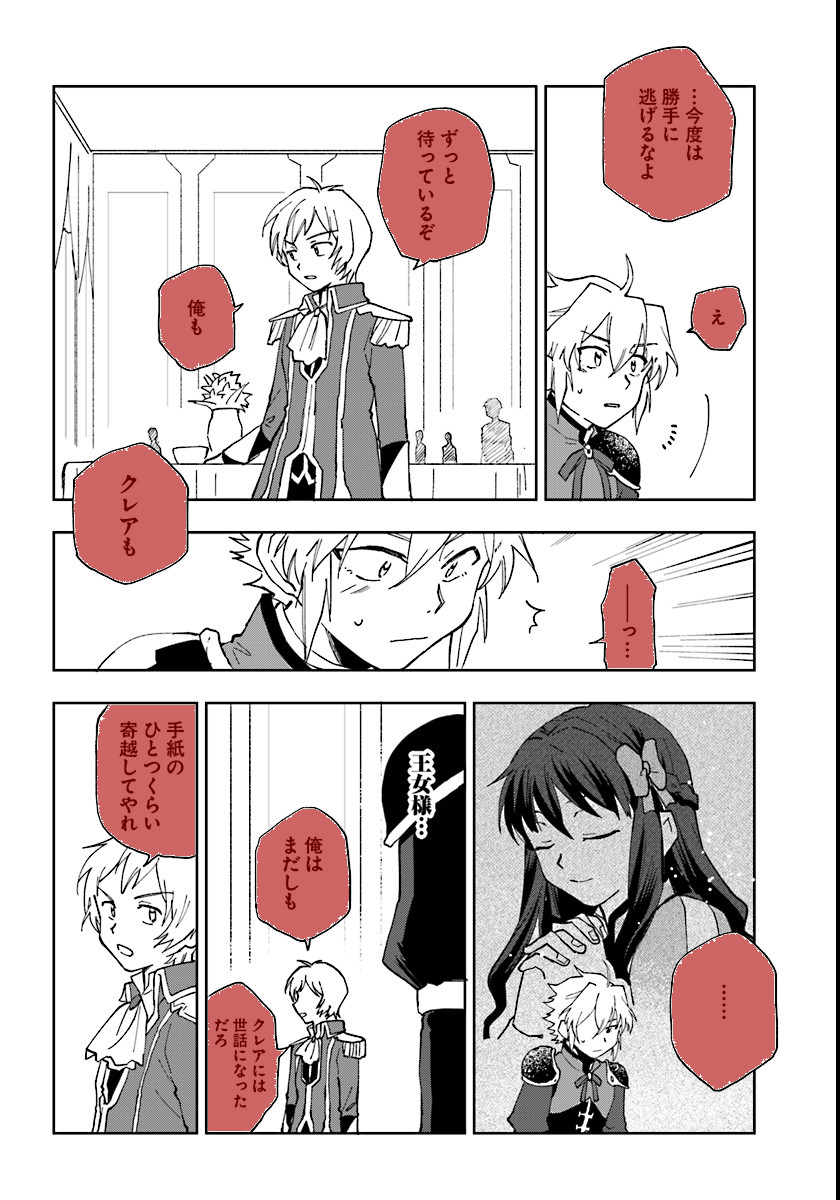 …今度は
勝手に
逃げるなよ
え
ずっと
待っているぞ
俺も
クレアも
──っ…
……
王女様…
俺は
まだしも
クレアには
世話になった
だろ
手紙の
ひとつくらい
寄越してやれ